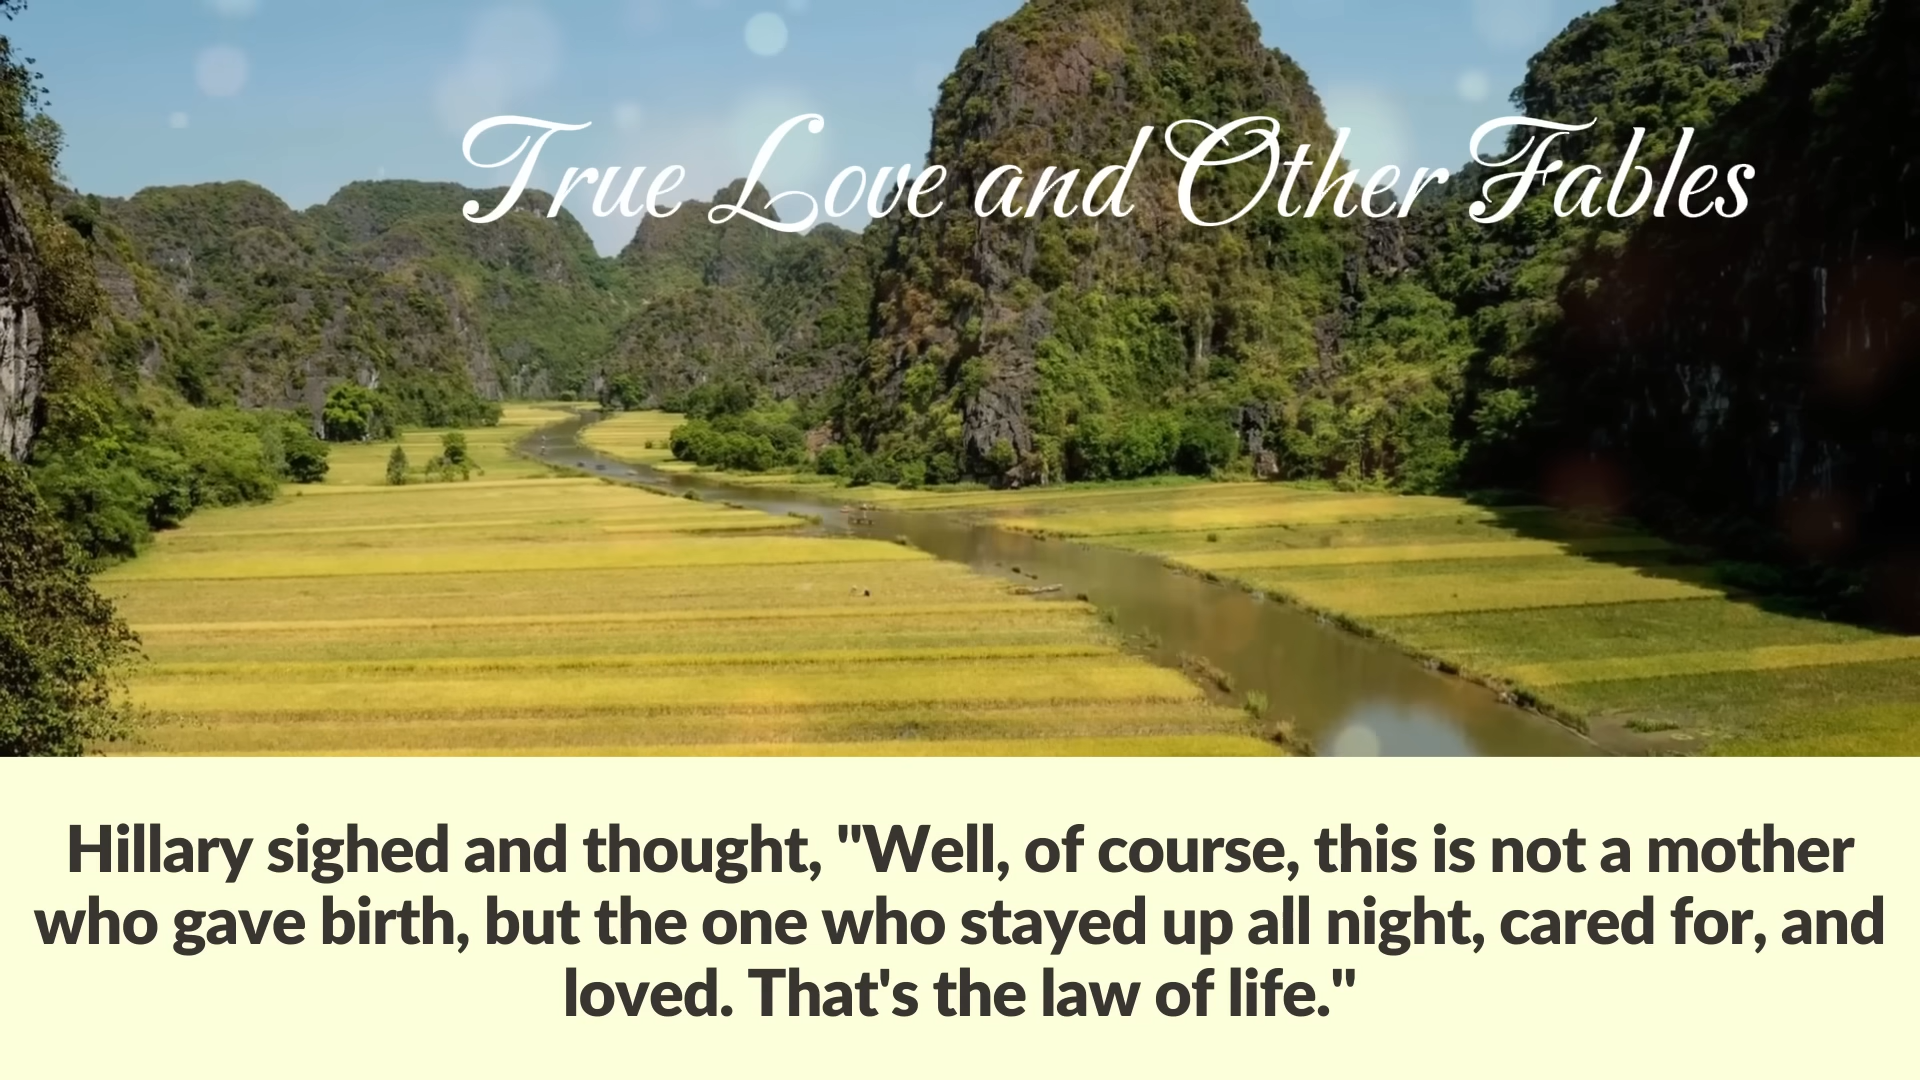 True Love and Other Fables
Hillary sighed and thought, "Well, of course, this is not a mother
who gave birth, but the one who stayed up all night, cared for, and
loved. That's the law of life."